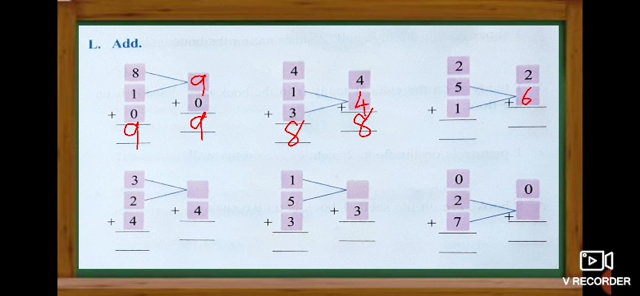 L. Add.
8 9 4 4 2 2
1 1 5
+ 0 + 0 + 3 + 4 + 1 + 6
9 9 8 8
3 1 0 0
2 5 2
+ 4 + 4 + 3 + 3 + 7 +
V RECORDER